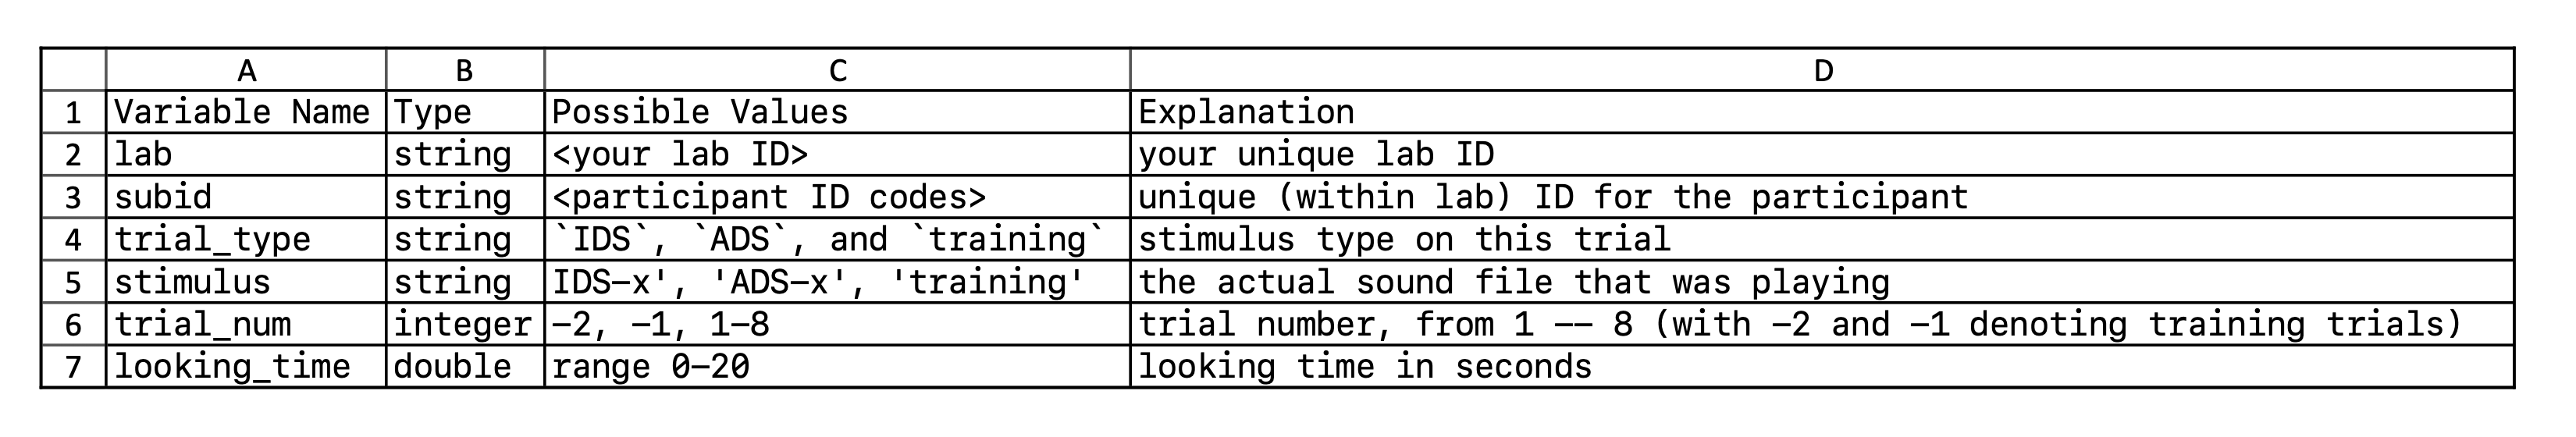 A B C D
1 Variable Name Type Possible Values Explanation
2 lab string <your lab ID> your unique lab ID
3 subid string <participant ID codes> unique (within lab) ID for the participant
4 trial_type string `IDS`, `ADS`, and `training` stimulus type on this trial
5 stimulus string IDS-x', 'ADS-x', 'training' the actual sound file that was playing
6 trial_num integer -2, -1, 1-8 trial number, from 1 -- 8 (with -2 and -1 denoting training trials)
7 looking_time double range 0-20 looking time in seconds